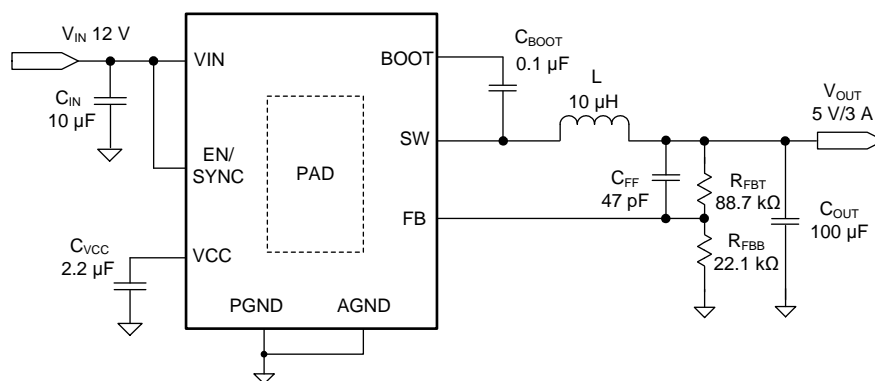 VIN 12 V
CIN
10 µF
VIN
EN/
SYNC
CVCC
2.2 µF
VCC
PAD
PGND
AGND
BOOT
SW
FB
CBOOT
0.1 µF
L
10 µH
CFF
47 pF
RFBT
88.7 kΩ
RFBB
22.1 kΩ
COUT
100 µF
VOUT
5 V/3 A